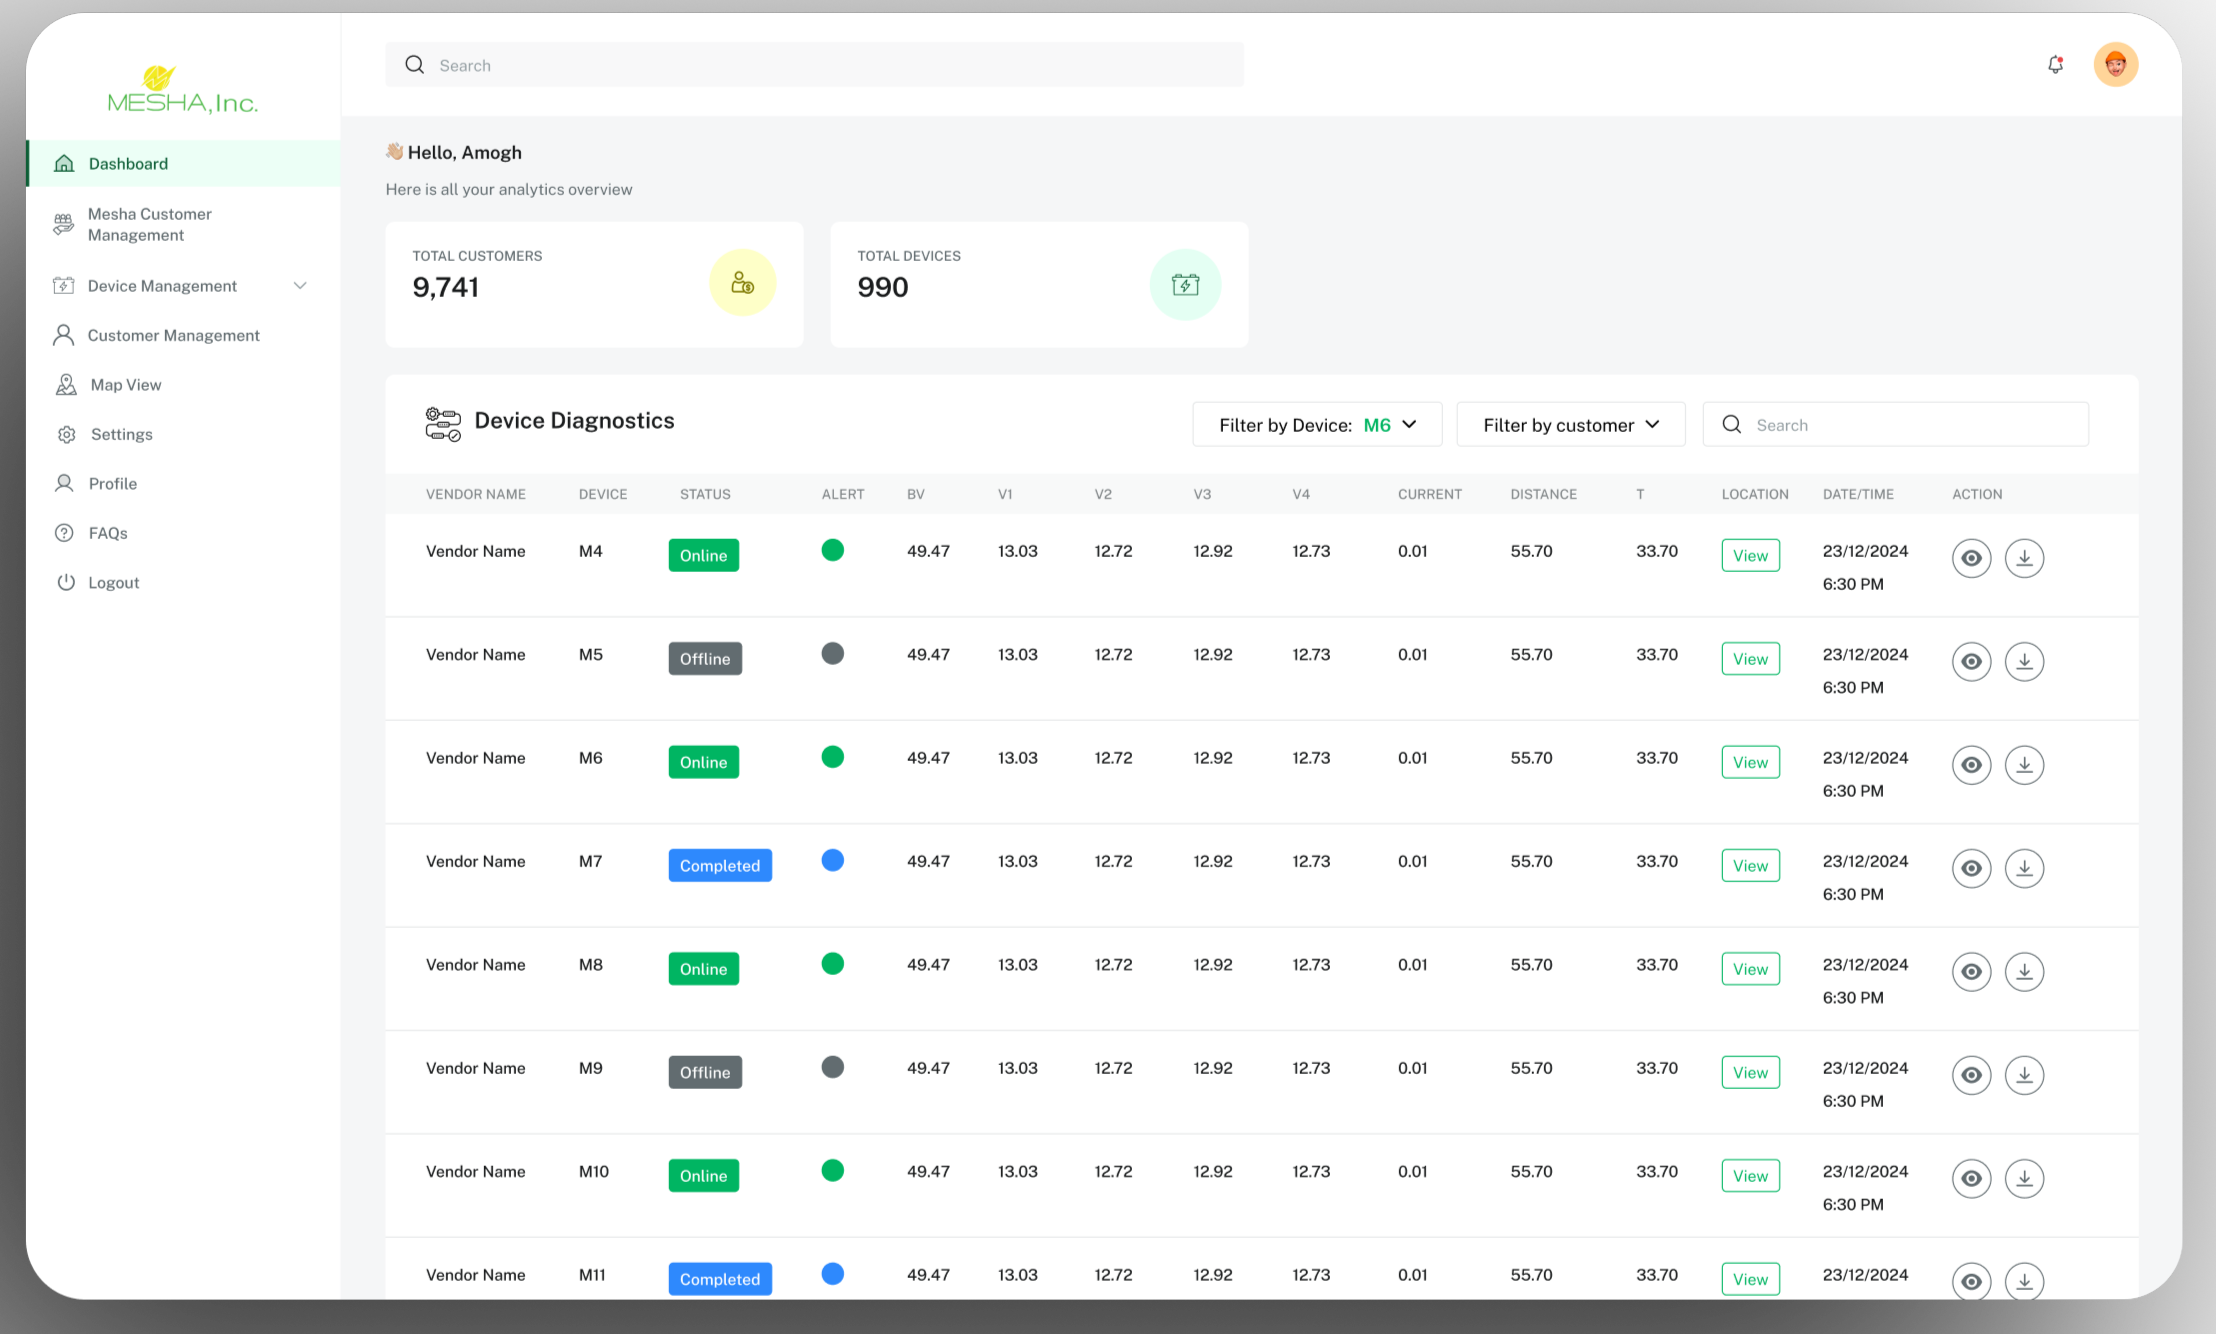 MESHA, Inc.
Search
Dashboard
Mesha Customer
Management
Device Management
Customer Management
Map View
Settings
Profile
FAQs
Logout
👋🏼 Hello, Amogh
Here is all your analytics overview
TOTAL CUSTOMERS
9,741
TOTAL DEVICES
990
Device Diagnostics
Filter by Device: M6
Filter by customer
Search
VENDOR NAME DEVICE STATUS ALERT BV V1 V2 V3 V4 CURRENT DISTANCE T LOCATION DATE/TIME ACTION
Vendor Name M4 Online 49.47 13.03 12.72 12.92 12.73 0.01 55.70 33.70 View 23/12/2024
6:30 PM
Vendor Name M5 Offline 49.47 13.03 12.72 12.92 12.73 0.01 55.70 33.70 View 23/12/2024
6:30 PM
Vendor Name M6 Online 49.47 13.03 12.72 12.92 12.73 0.01 55.70 33.70 View 23/12/2024
6:30 PM
Vendor Name M7 Completed 49.47 13.03 12.72 12.92 12.73 0.01 55.70 33.70 View 23/12/2024
6:30 PM
Vendor Name M8 Online 49.47 13.03 12.72 12.92 12.73 0.01 55.70 33.70 View 23/12/2024
6:30 PM
Vendor Name M9 Offline 49.47 13.03 12.72 12.92 12.73 0.01 55.70 33.70 View 23/12/2024
6:30 PM
Vendor Name M10 Online 49.47 13.03 12.72 12.92 12.73 0.01 55.70 33.70 View 23/12/2024
6:30 PM
Vendor Name M11 Completed 49.47 13.03 12.72 12.92 12.73 0.01 55.70 33.70 View 23/12/2024